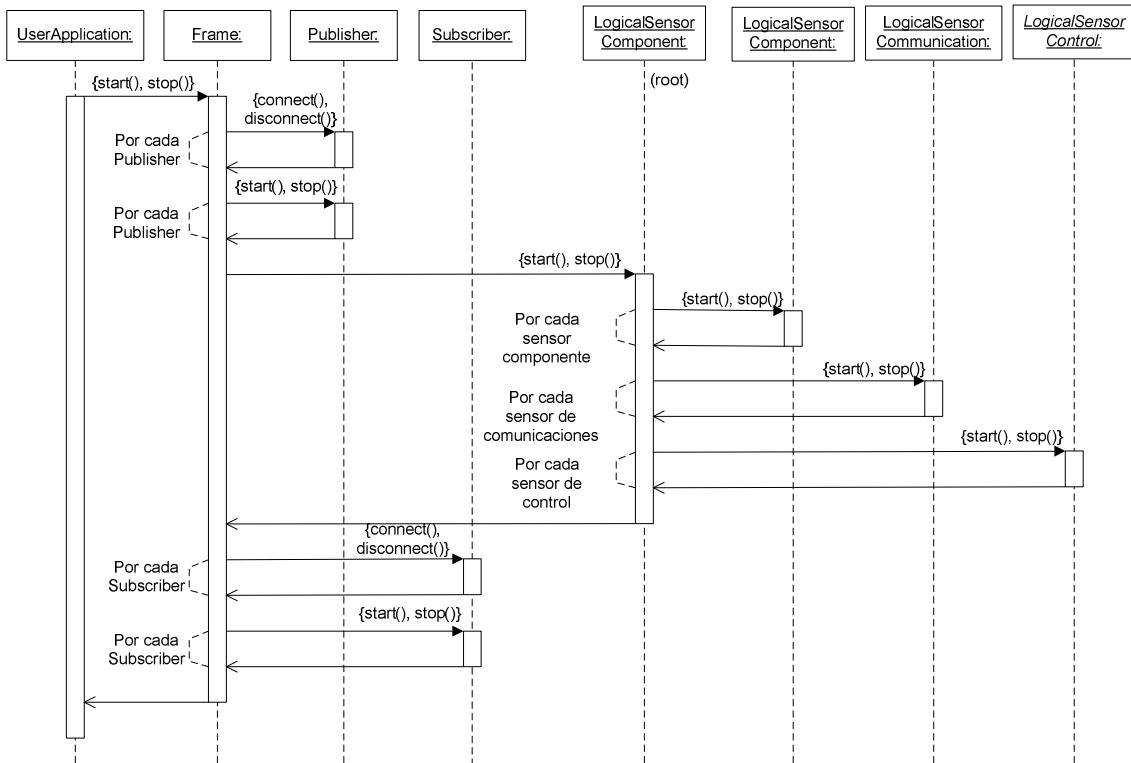 UserApplication:
Frame:
Publisher:
Subscriber:
LogicalSensor
Component:
LogicalSensor
Component:
LogicalSensor
Communication:
LogicalSensor
Control:
(root)
{start(), stop()}
{connect(),
disconnect()}
Por cada
Publisher
{start(), stop()}
Por cada
Publisher
{start(), stop()}
{start(), stop()}
Por cada
sensor
componente
{start(), stop()}
Por cada
sensor de
comunicaciones
{start(), stop()}
Por cada
sensor de
control
{connect(),
disconnect()}
Por cada
Subscriber
{start(), stop()}
Por cada
Subscriber